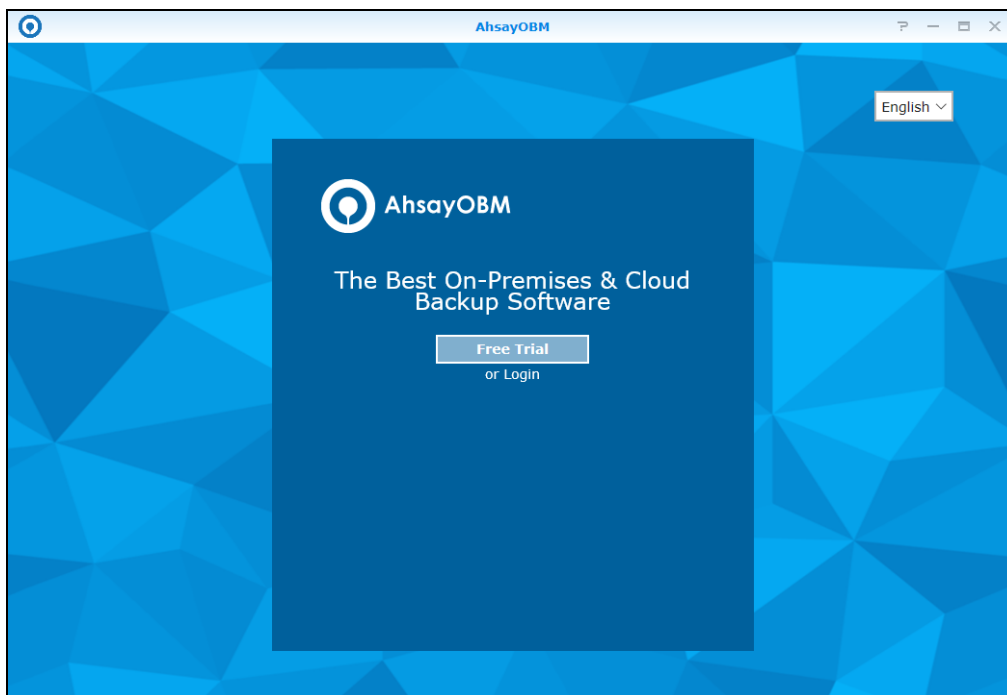 AhsayOBM
?
English
AhsayOBM
The Best On-Premises & Cloud
Backup Software
Free Trial
or Login